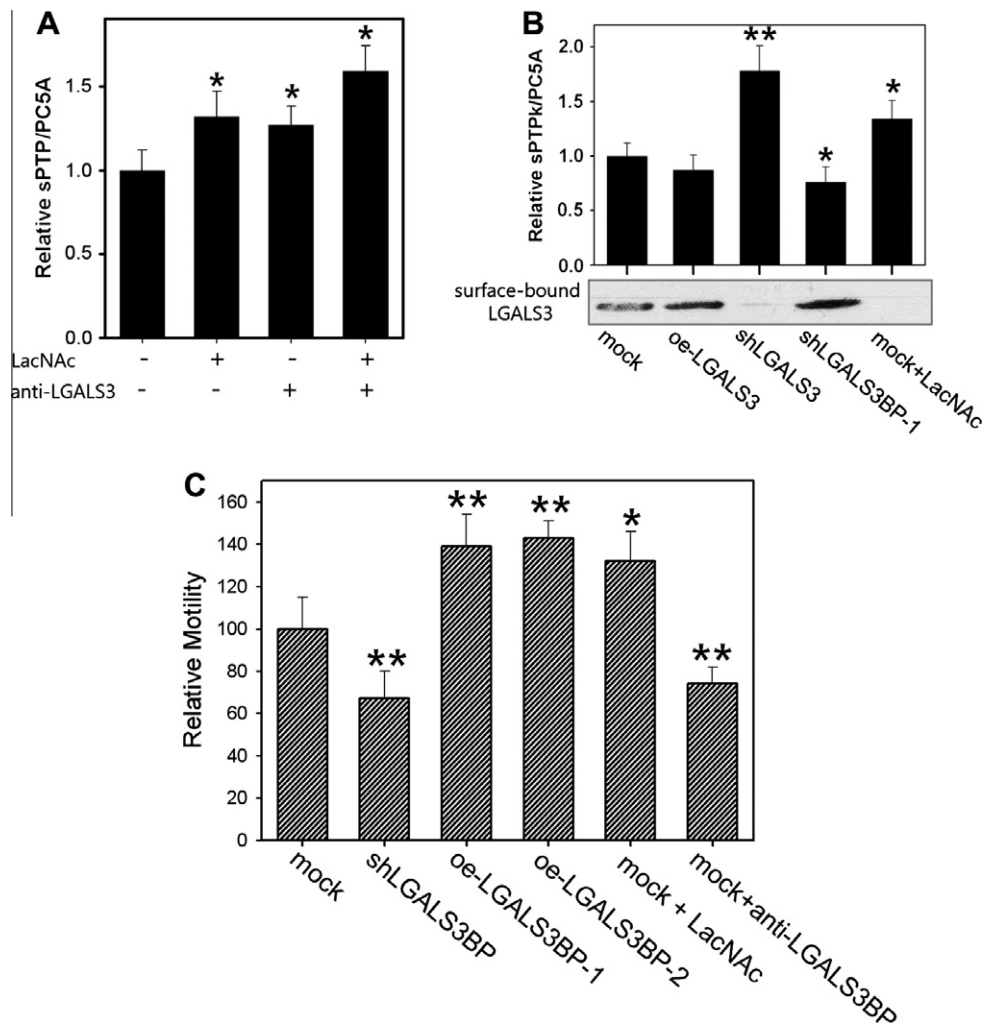 A
Relative sPTP/PC5A
1.5
1.0
0.5
0.0
* * *
LacNAc - + - +
anti-LGALS3 - - + +
B
Relative sPTPk/PC5A
2.0
1.5
1.0
0.5
0.0
** * *
surface-bound
LGALS3
mock
oe-LGALS3
shLGALS3
shLGALS3BP-1
mock+LacNAc
C
Relative Motility
160
140
120
100
80
60
40
20
0
** ** ** * **
mock
shLGALS3BP
oe-LGALS3BP-1
oe-LGALS3BP-2
mock + LacNAc
mock+anti-LGALS3BP